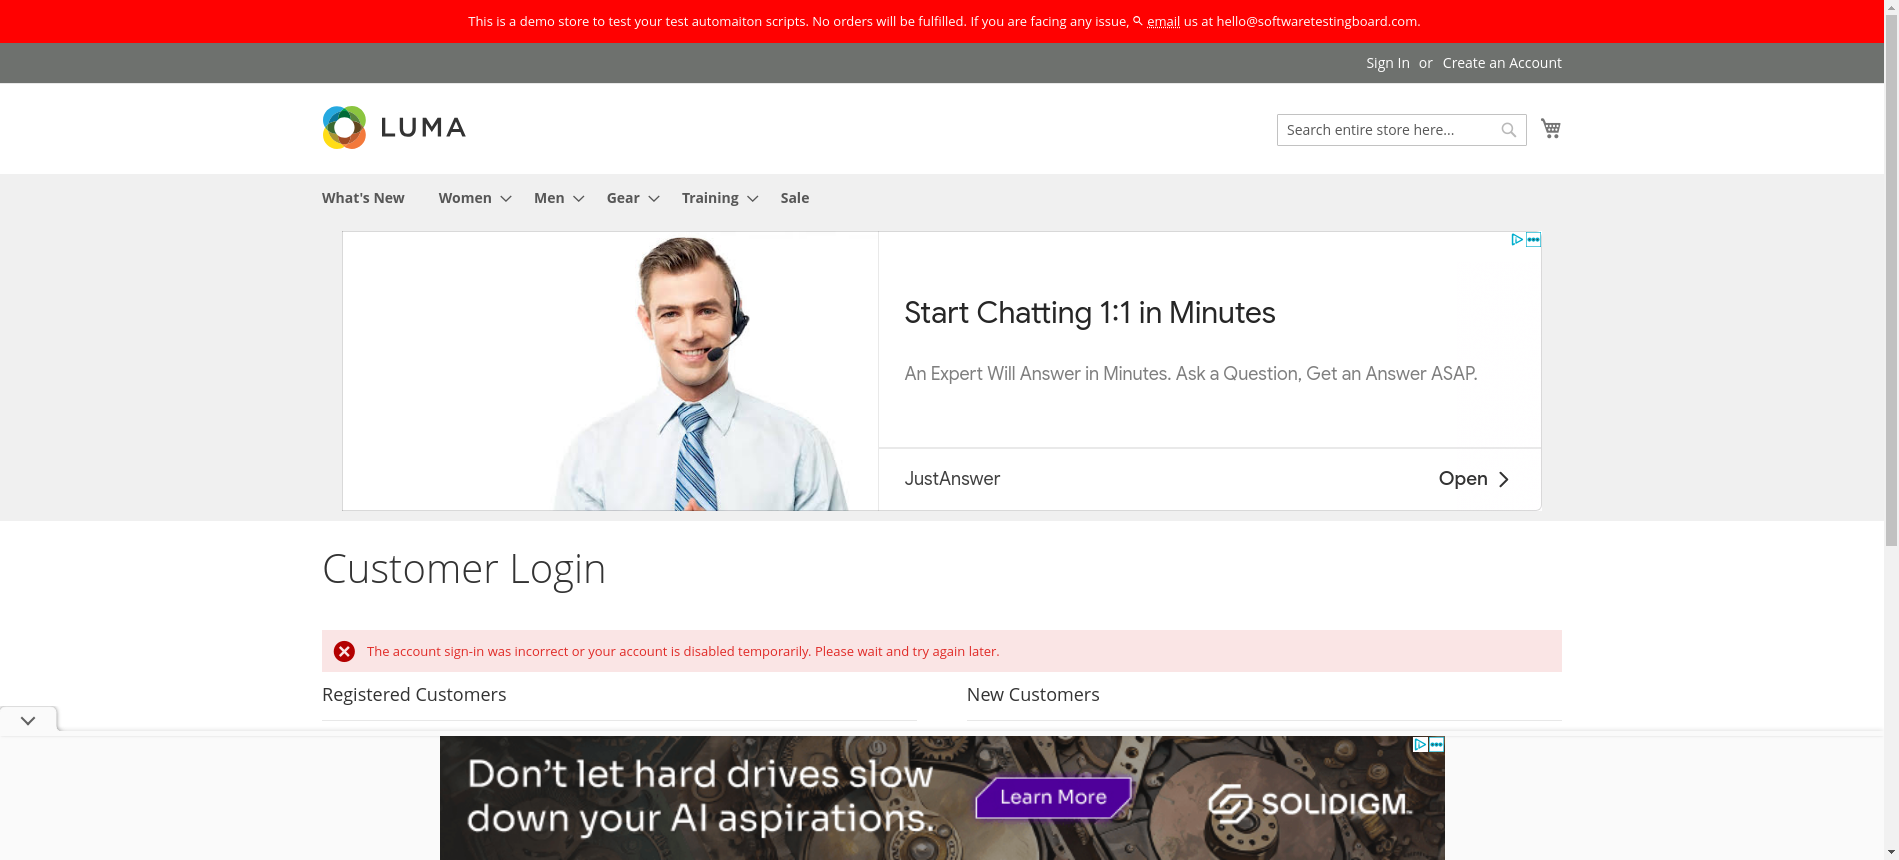 This is a demo store to test your test automaiton scripts. No orders will be fulfilled. If you are facing any issue, email us at hello@softwaretestingboard.com.
Sign In or Create an Account
LUMA
Search entire store here...
What's New Women Men Gear Training Sale
Start Chatting 1:1 in Minutes
An Expert Will Answer in Minutes. Ask a Question, Get an Answer ASAP.
JustAnswer Open
Customer Login
The account sign-in was incorrect or your account is disabled temporarily. Please wait and try again later.
Registered Customers
New Customers
Don't let hard drives slow
down your AI aspirations.
Learn More
SOLIDIGM